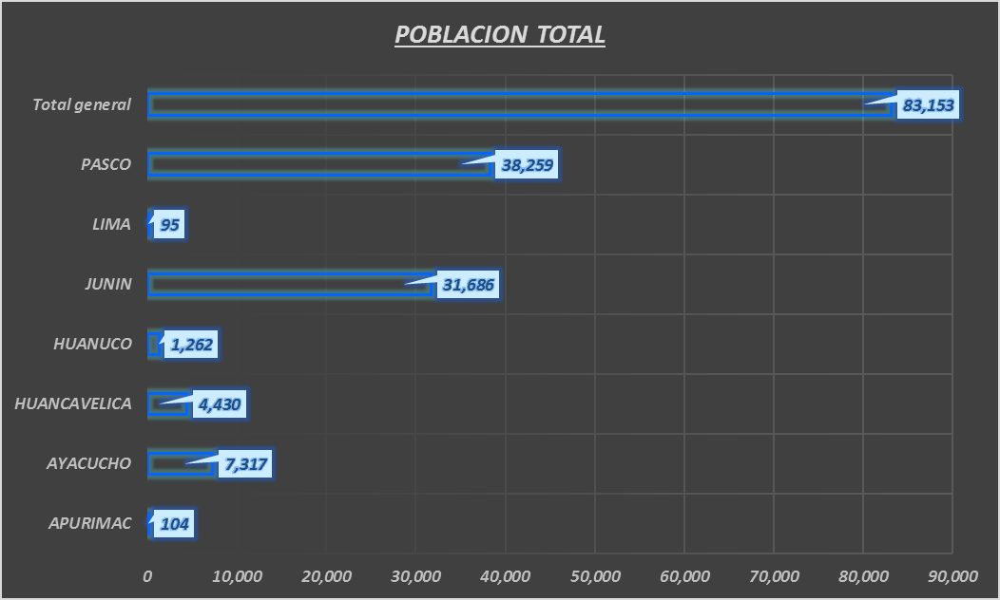 POBLACION TOTAL
Total general 83,153
PASCO 38,259
LIMA 95
JUNIN 31,686
HUANUCO 1,262
HUANCAVELICA 4,430
AYACUCHO 7,317
APURIMAC 104
0 10,000 20,000 30,000 40,000 50,000 60,000 70,000 80,000 90,000